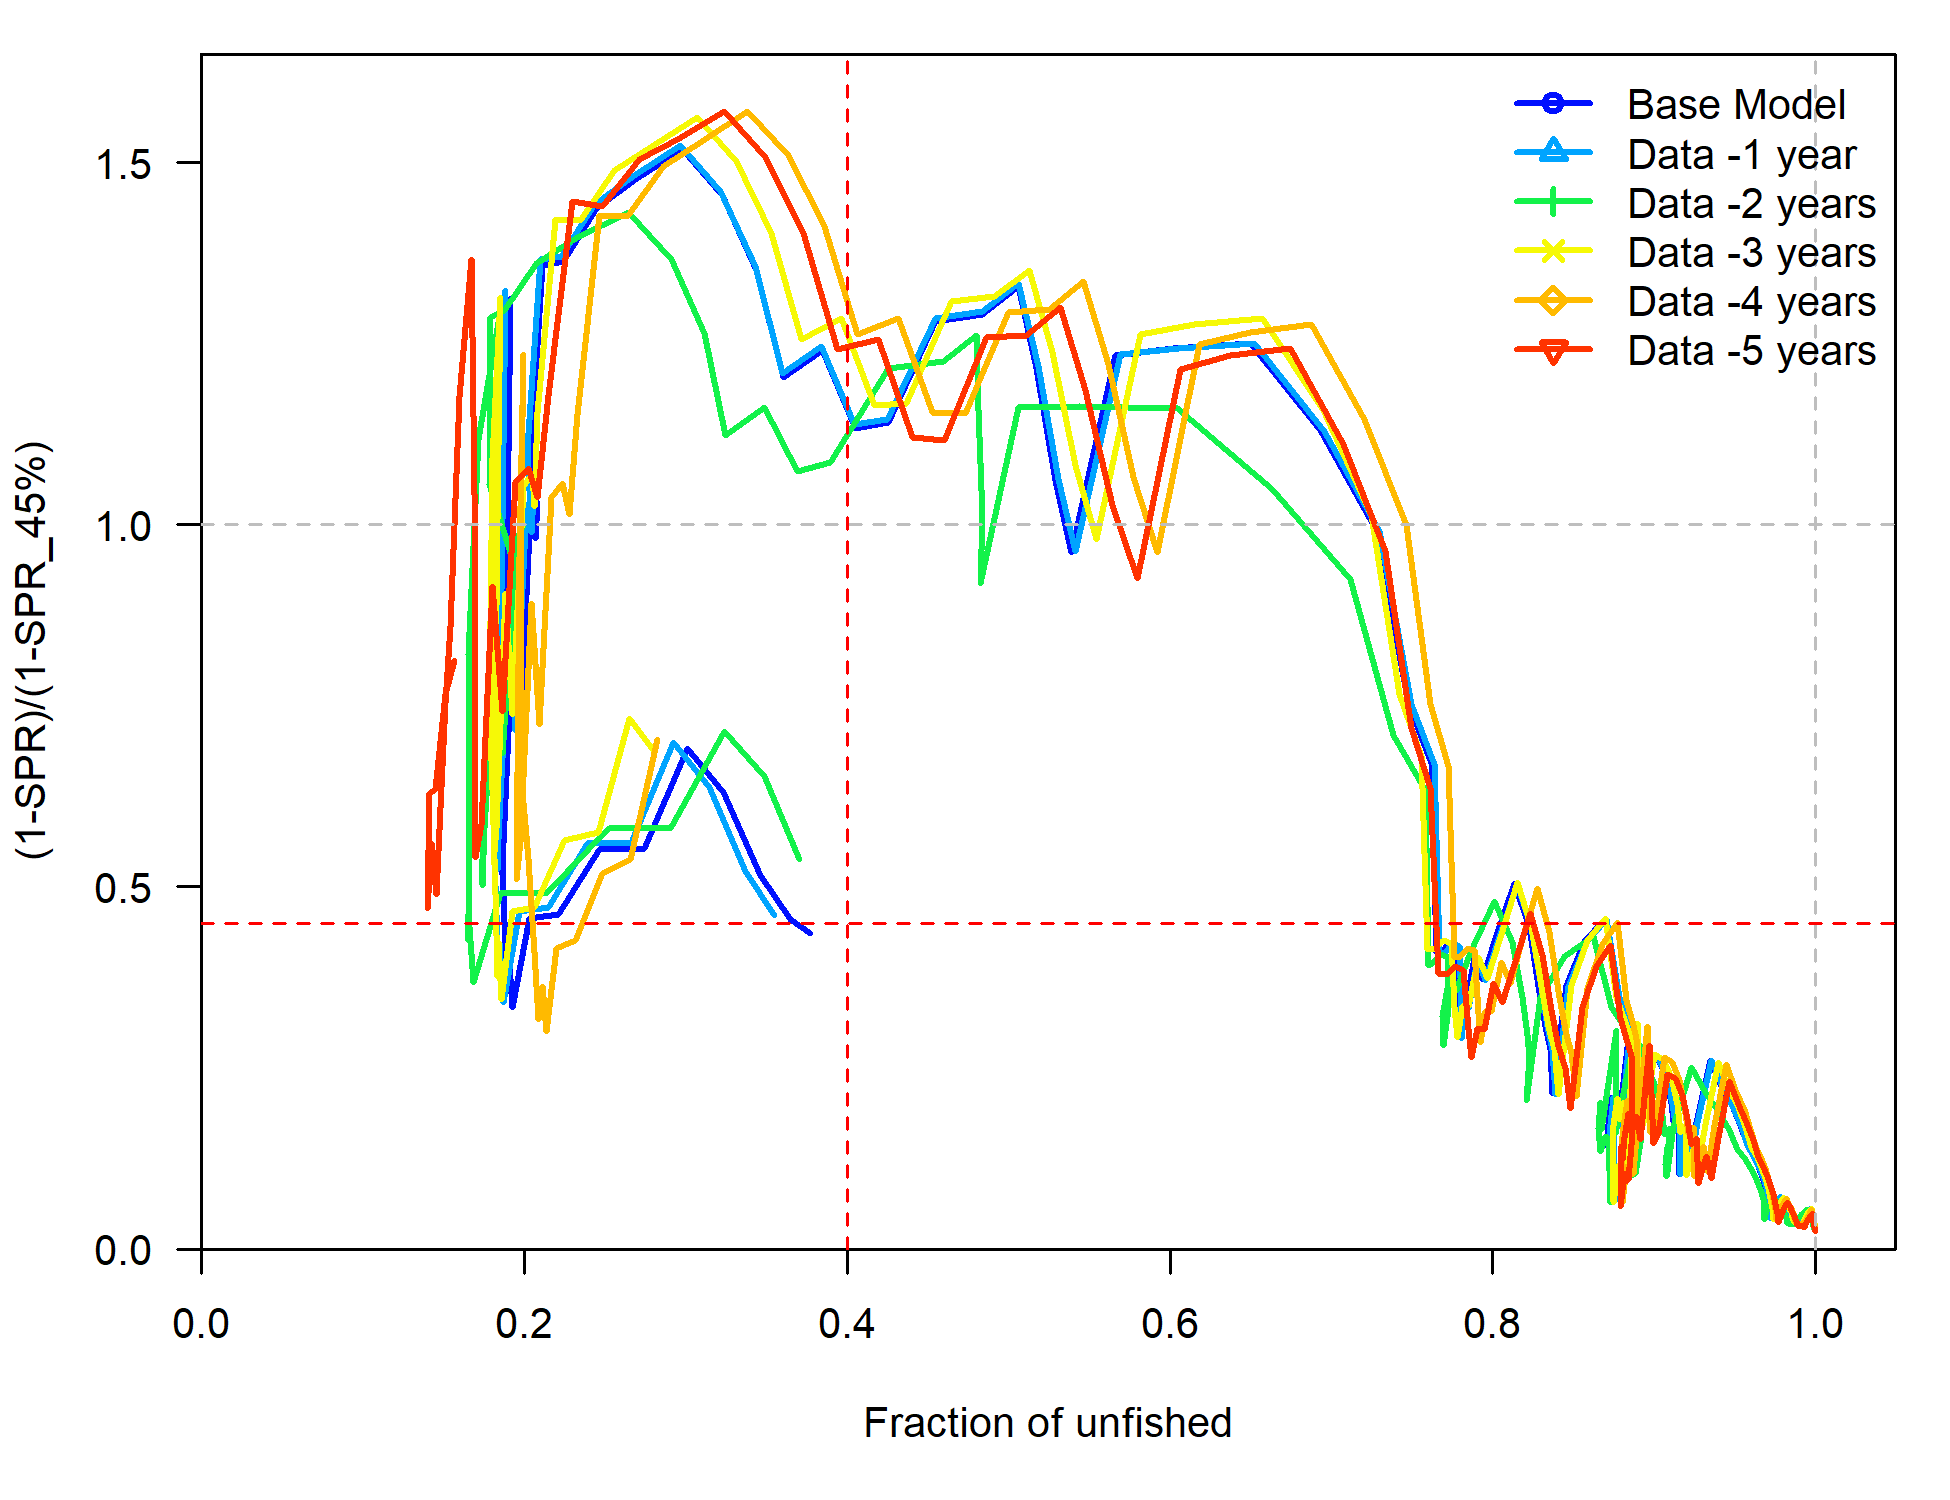 Base Model
Data -1 year
Data -2 years
Data -3 years
Data -4 years
Data -5 years
(1-SPR)/(1-SPR_45%)
1.5
1.0
0.5
0.0
0.0 0.2 0.4 0.6 0.8 1.0
Fraction of unfished